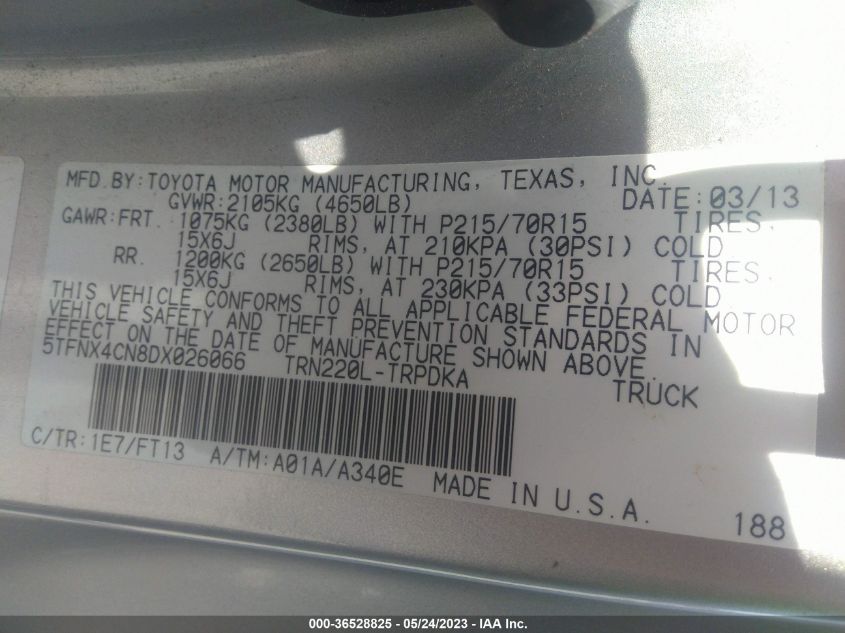 MFD.BY:TOYOTA MOTOR MANUFACTURING, TEXAS, INC.
GVWR:2105KG (4650LB) DATE:03/13
GAWR:FRT. 1075KG (2380LB) WITH P215/70R15 TIRES,
15X6J RIMS, AT 210KPA (30PSI) COLD
RR. 1200KG (2650LB) WITH P215/70R15 TIRES,
15X6J RIMS, AT 230KPA (33PSI) COLD
THIS VEHICLE CONFORMS TO ALL APPLICABLE FEDERAL MOTOR
VEHICLE SAFETY AND THEFT PREVENTION STANDARDS IN
EFFECT ON THE DATE OF MANUFACTURE SHOWN ABOVE.
5TFNX4CN8DX026066 TRN220L-TRPDKA TRUCK
C/TR:1E7/FT13 A/TM:A01A/A340E MADE IN U.S.A. 188
000-36528825 - 05/24/2023 - IAA Inc.